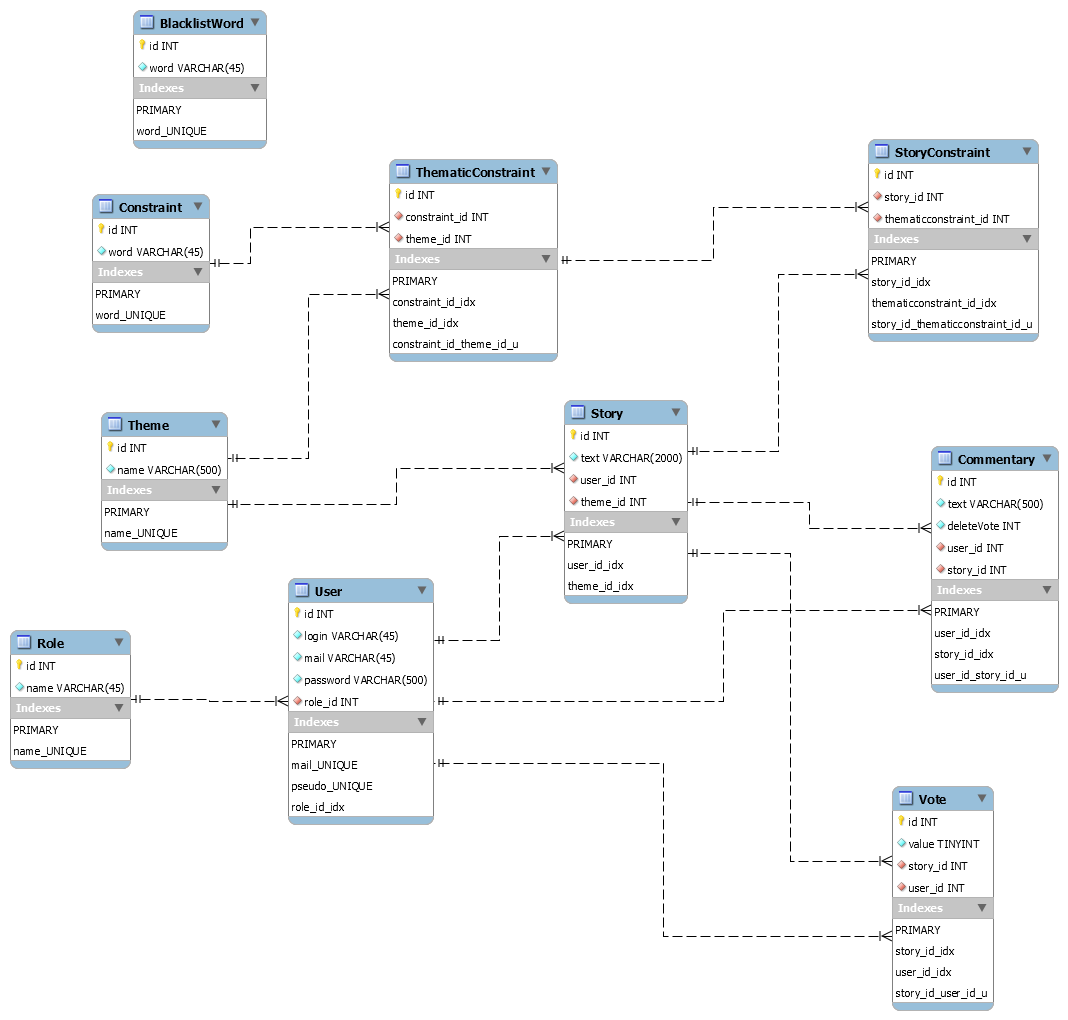 BlacklistWord
id INT
word VARCHAR(45)
Indexes
PRIMARY
word_UNIQUE
Constraint
id INT
word VARCHAR(45)
Indexes
PRIMARY
word_UNIQUE
ThematicConstraint
id INT
constraint_id INT
theme_id INT
Indexes
PRIMARY
constraint_id_idx
theme_id_idx
constraint_id_theme_id_u
StoryConstraint
id INT
story_id INT
thematicconstraint_id INT
Indexes
PRIMARY
story_id_idx
thematicconstraint_id_idx
story_id_thematicconstraint_id_u
Theme
id INT
name VARCHAR(500)
Indexes
PRIMARY
name_UNIQUE
Story
id INT
text VARCHAR(2000)
user_id INT
theme_id INT
Indexes
PRIMARY
user_id_idx
theme_id_idx
Commentary
id INT
text VARCHAR(500)
deleteVote INT
user_id INT
story_id INT
Indexes
PRIMARY
user_id_idx
story_id_idx
user_id_story_id_u
Role
id INT
name VARCHAR(45)
Indexes
PRIMARY
name_UNIQUE
User
id INT
login VARCHAR(45)
mail VARCHAR(45)
password VARCHAR(500)
role_id INT
Indexes
PRIMARY
mail_UNIQUE
pseudo_UNIQUE
role_id_idx
Vote
id INT
value TINYINT
story_id INT
user_id INT
Indexes
PRIMARY
story_id_idx
user_id_idx
story_id_user_id_u